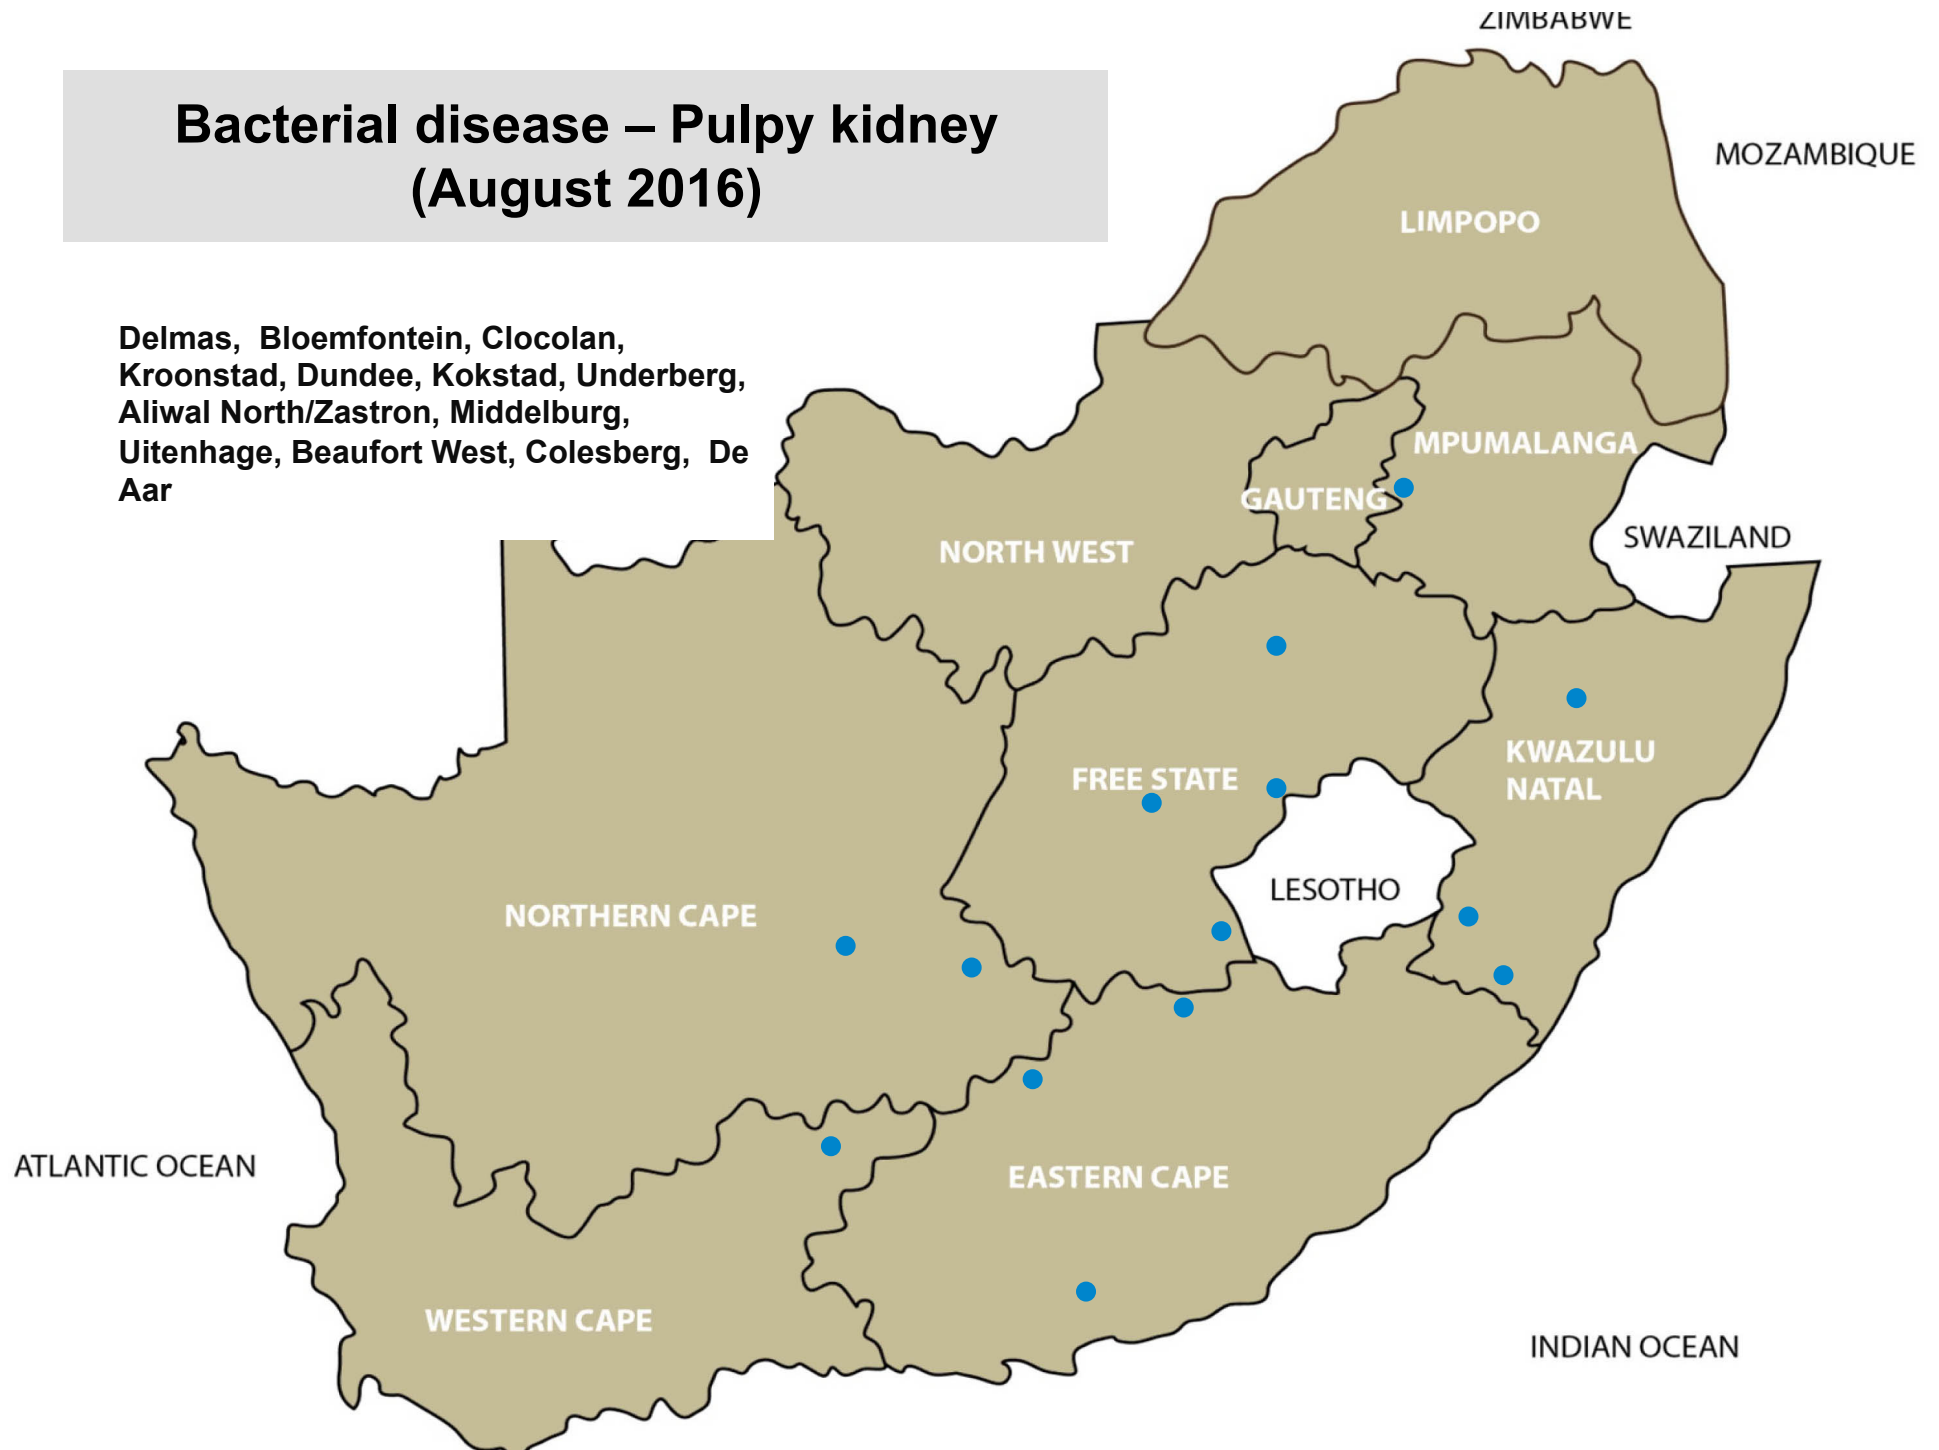 ZIMBABWE
Bacterial disease – Pulpy kidney
(August 2016)
MOZAMBIQUE
LIMPOPO
Delmas,  Bloemfontein, Clocolan,
Kroonstad, Dundee, Kokstad, Underberg,
Aliwal North/Zastron, Middelburg,
Uitenhage, Beaufort West, Colesberg,  De
Aar
MPUMALANGA
GAUTENG
NORTH WEST
SWAZILAND
KWAZULU
NATAL
FREE STATE
LESOTHO
NORTHERN CAPE
ATLANTIC OCEAN
EASTERN CAPE
WESTERN CAPE
INDIAN OCEAN